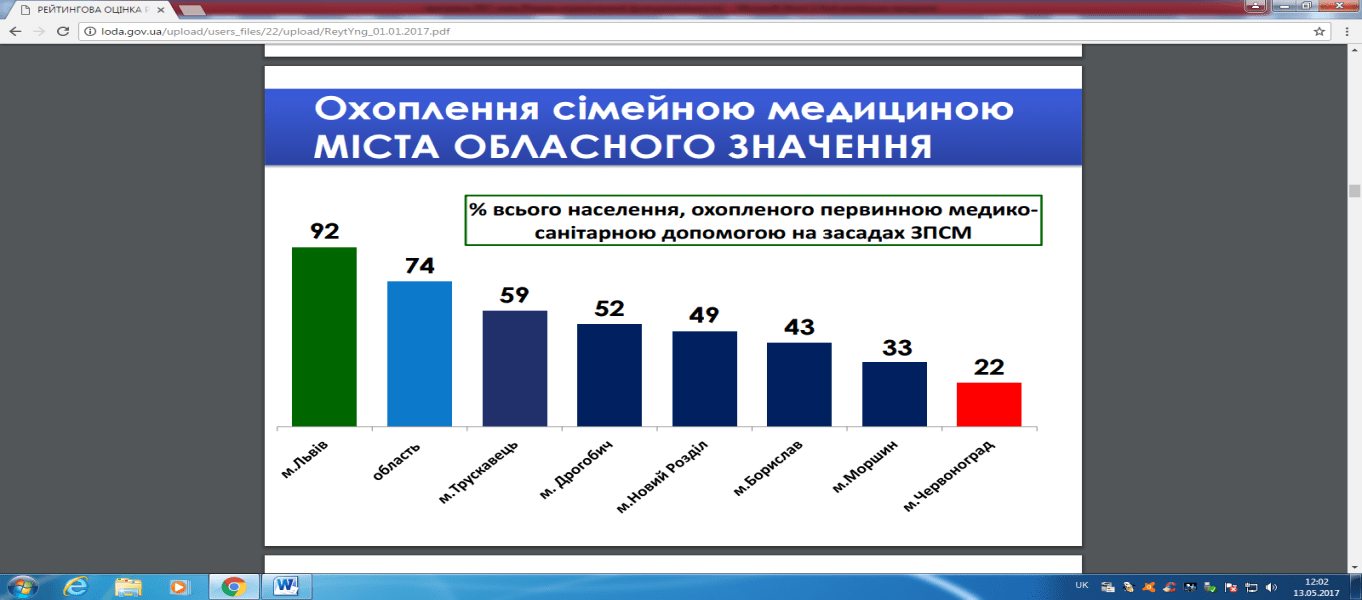 РЕЙТИНГОВА ОЦІНКА
loda.gov.ua/upload/users_files/22/upload/ReytYng_01.01.2017.pdf
Охоплення сімейною медициною
МІСТА ОБЛАСНОГО ЗНАЧЕННЯ
% всього населення, охопленого первинною медико-
санітарною допомогою на засадах ЗПСМ
92
74
59
52
49
43
33
22
м.Львів
область
м.Трускавець
м. Дрогобич
м.Новий Розділ
м.Борислав
м.Моршин
м.Червоноград
UK
12:02
13.05.2017